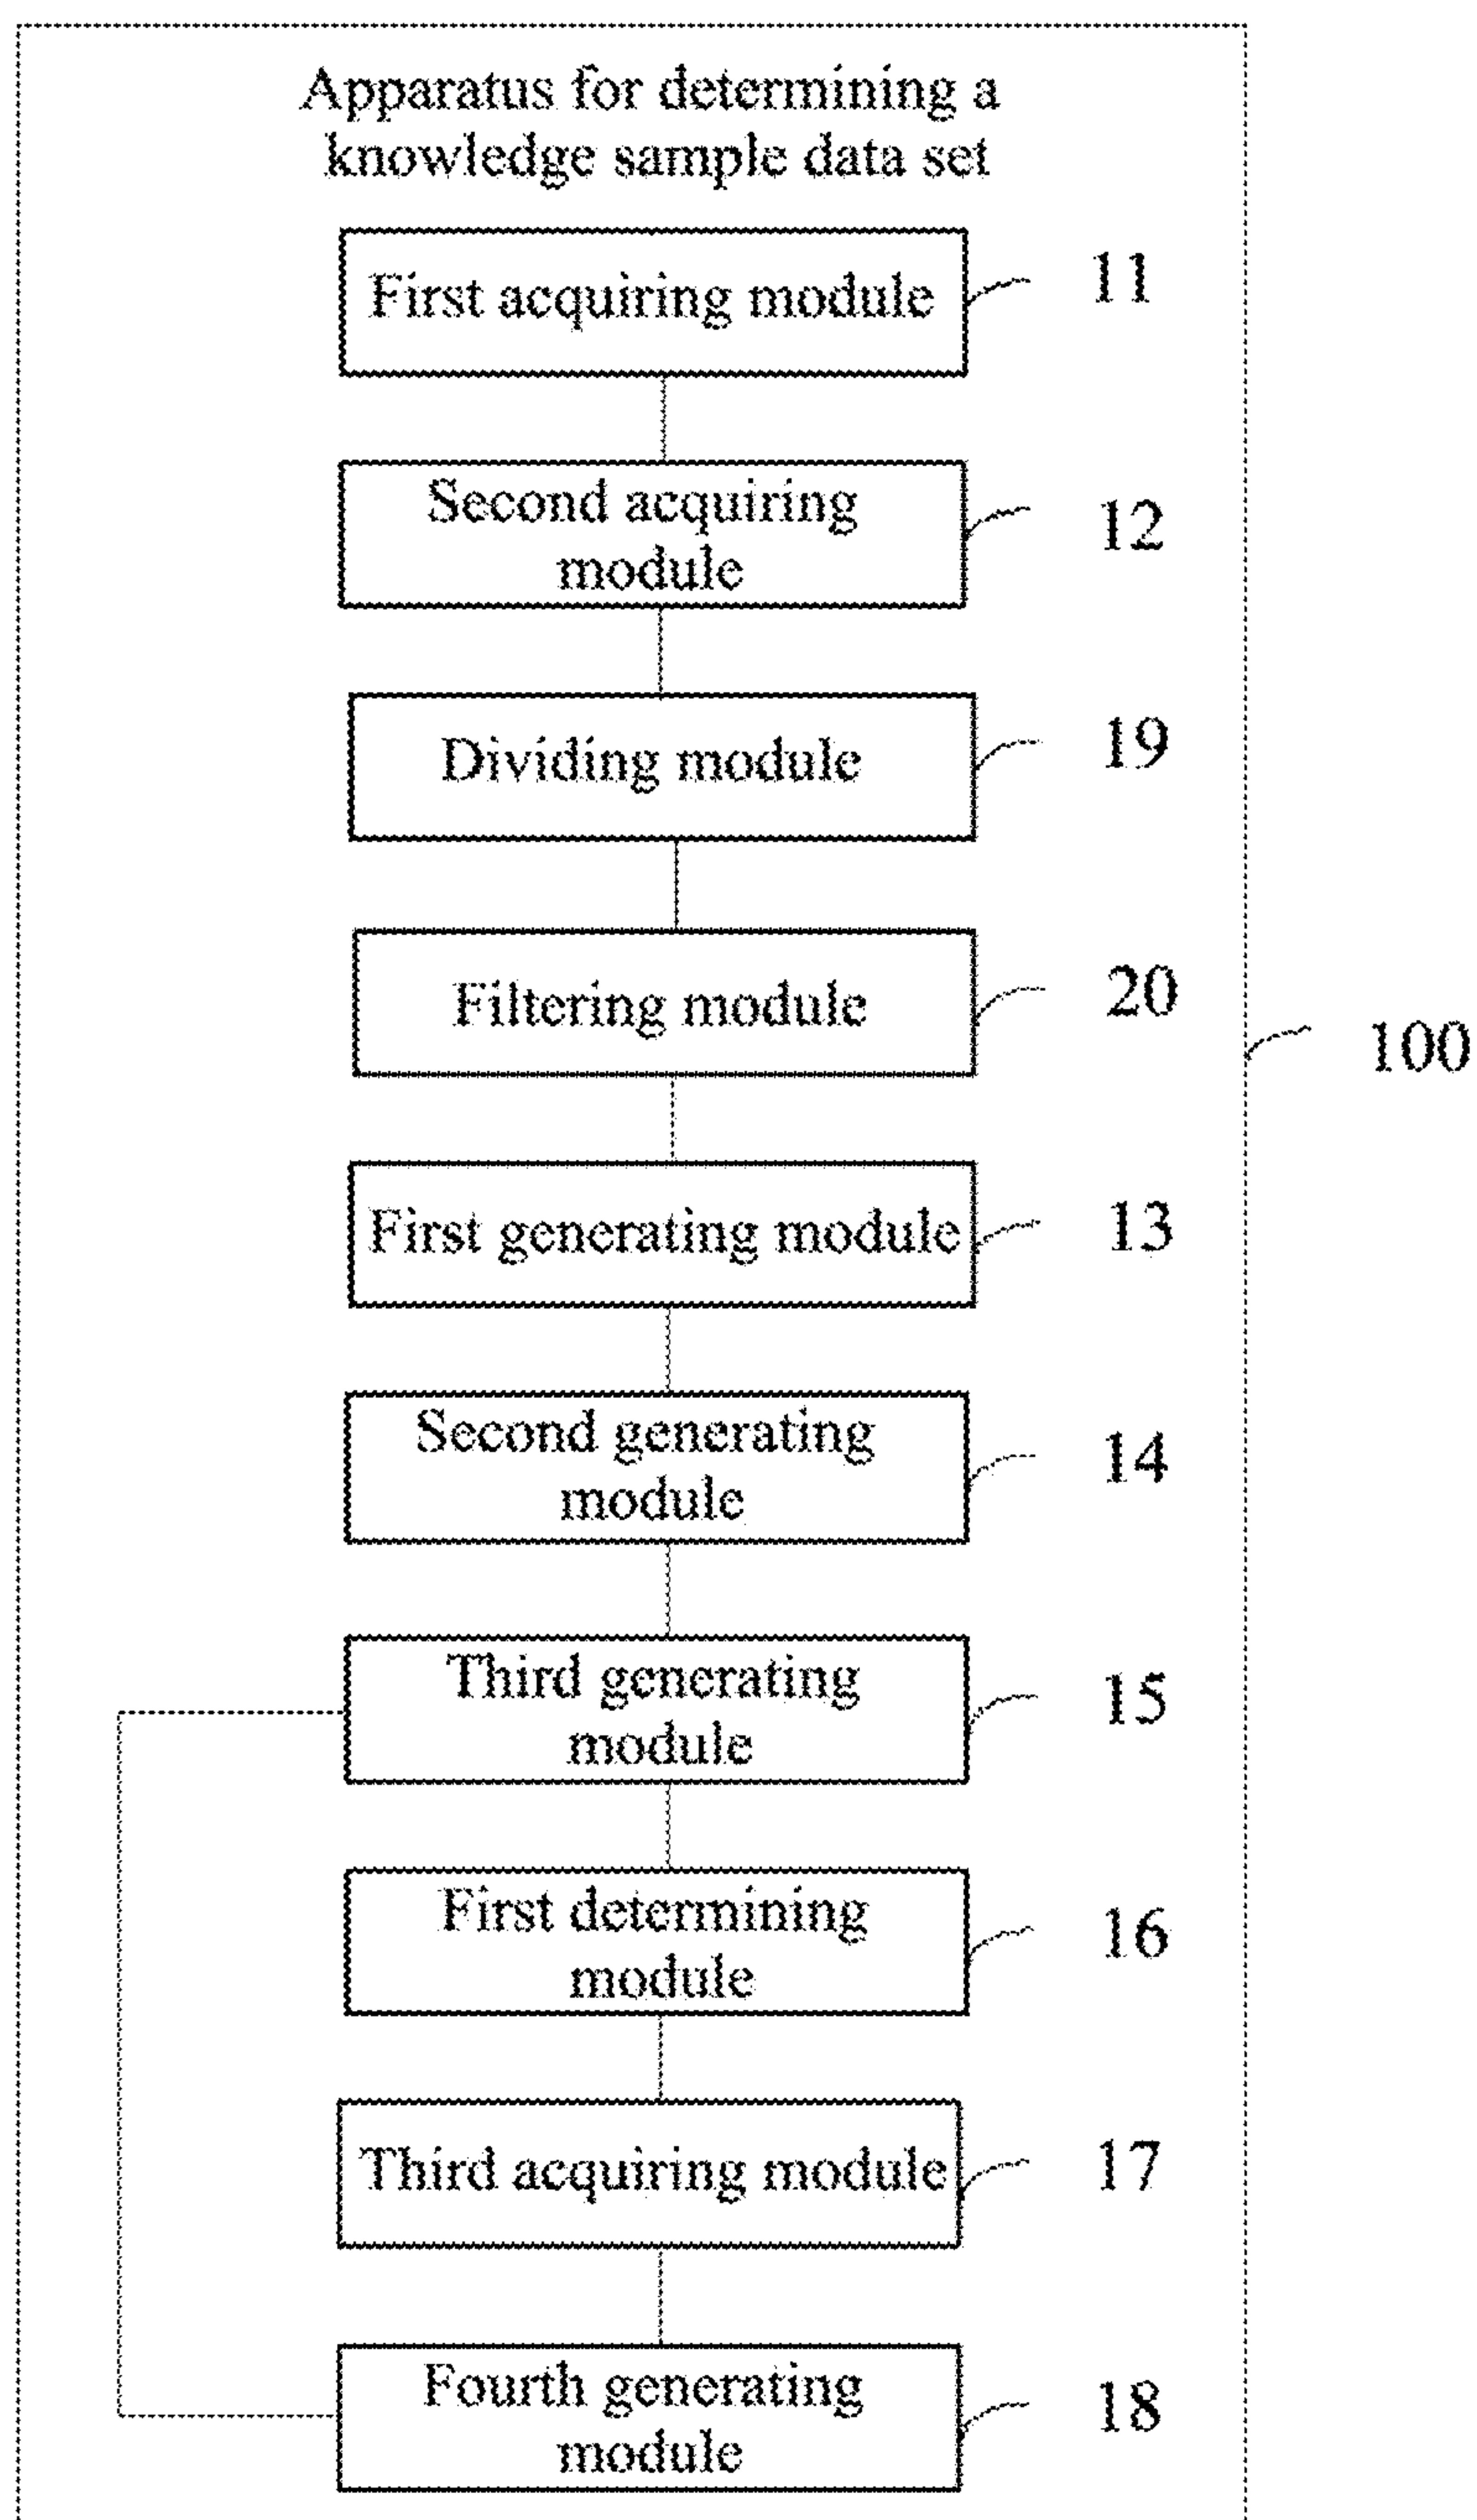 Apparatus for determining a
knowledge sample data set
First acquiring module
11
Second acquiring
module
12
Dividing module
19
Filtering module
20
100
First generating module
13
Second generating
module
14
Third generating
module
15
First determining
module
16
Third acquiring module
17
Fourth generating
module
18